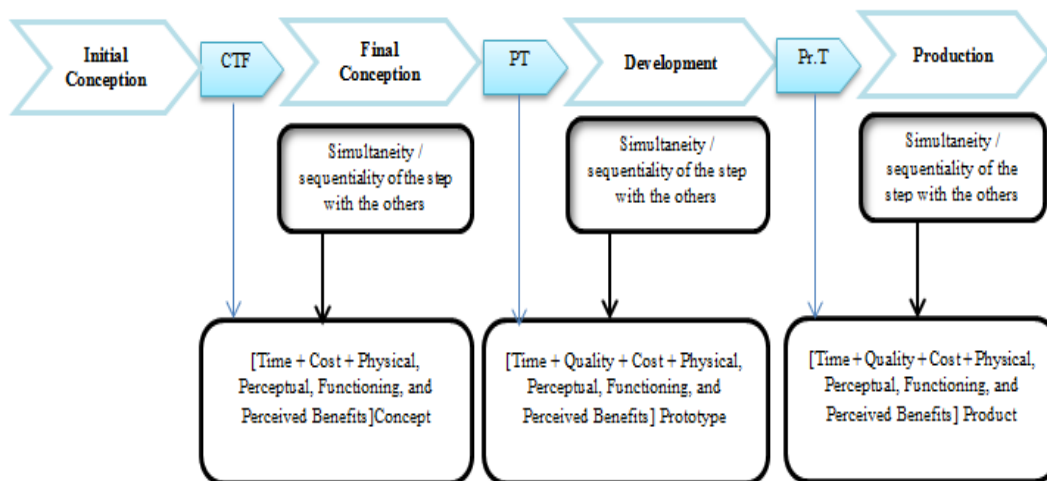 Initial
Conception
CTF
Final
Conception
PT
Development
Pr.T
Production
Simultaneity /
sequentiality of the step
with the others
Simultaneity /
sequentiality of the step
with the others
Simultaneity /
sequentiality of the
step with the others
[Time + Cost + Physical,
Perceptual, Functioning, and
Perceived Benefits]Concept
[Time + Quality + Cost + Physical,
Perceptual, Functioning, and
Perceived Benefits] Prototype
[Time + Quality + Cost + Physical,
Perceptual, Functioning, and
Perceived Benefits] Product